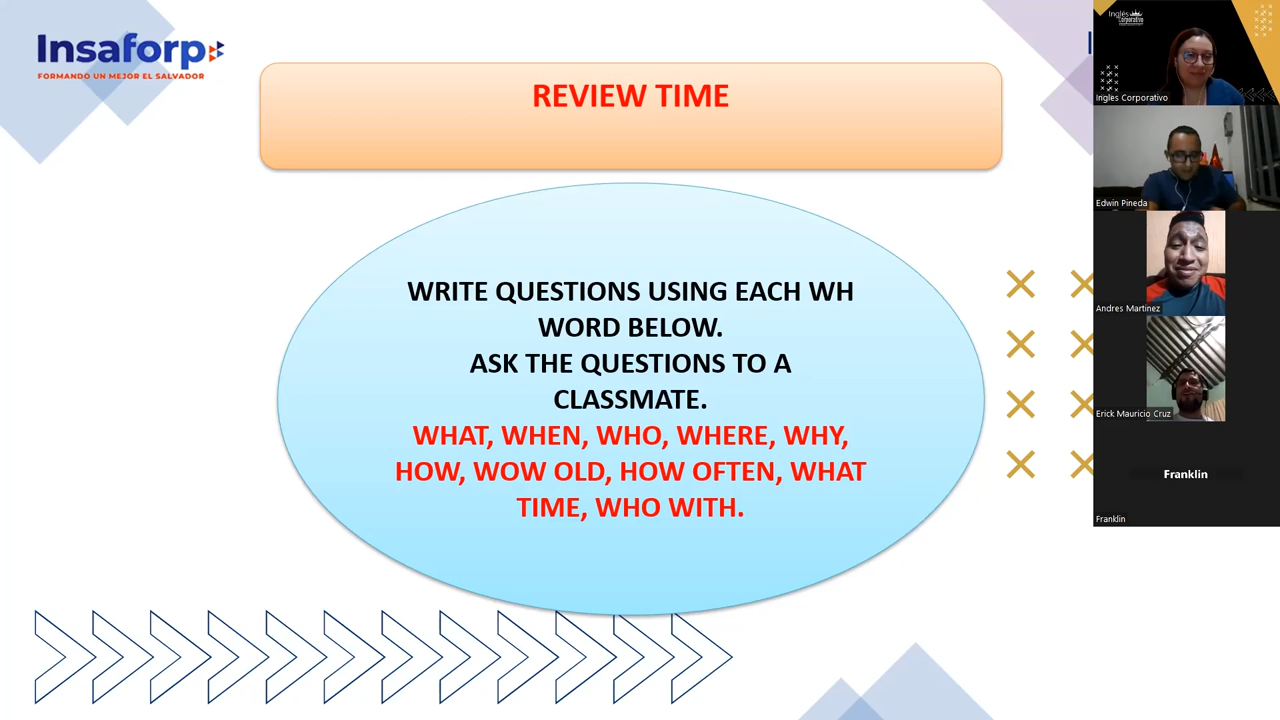 Insaforp
FORMANDO UN MEJOR EL SALVADOR
REVIEW TIME
WRITE QUESTIONS USING EACH WH
WORD BELOW.
ASK THE QUESTIONS TO A
CLASSMATE.
WHAT, WHEN, WHO, WHERE, WHY,
HOW, WOW OLD, HOW OFTEN, WHAT
TIME, WHO WITH.
Inglés
Corporativo
Ingles Corporativo
Edwin Pineda
Andres Martinez
Erick Mauricio Cruz
Franklin
Franklin